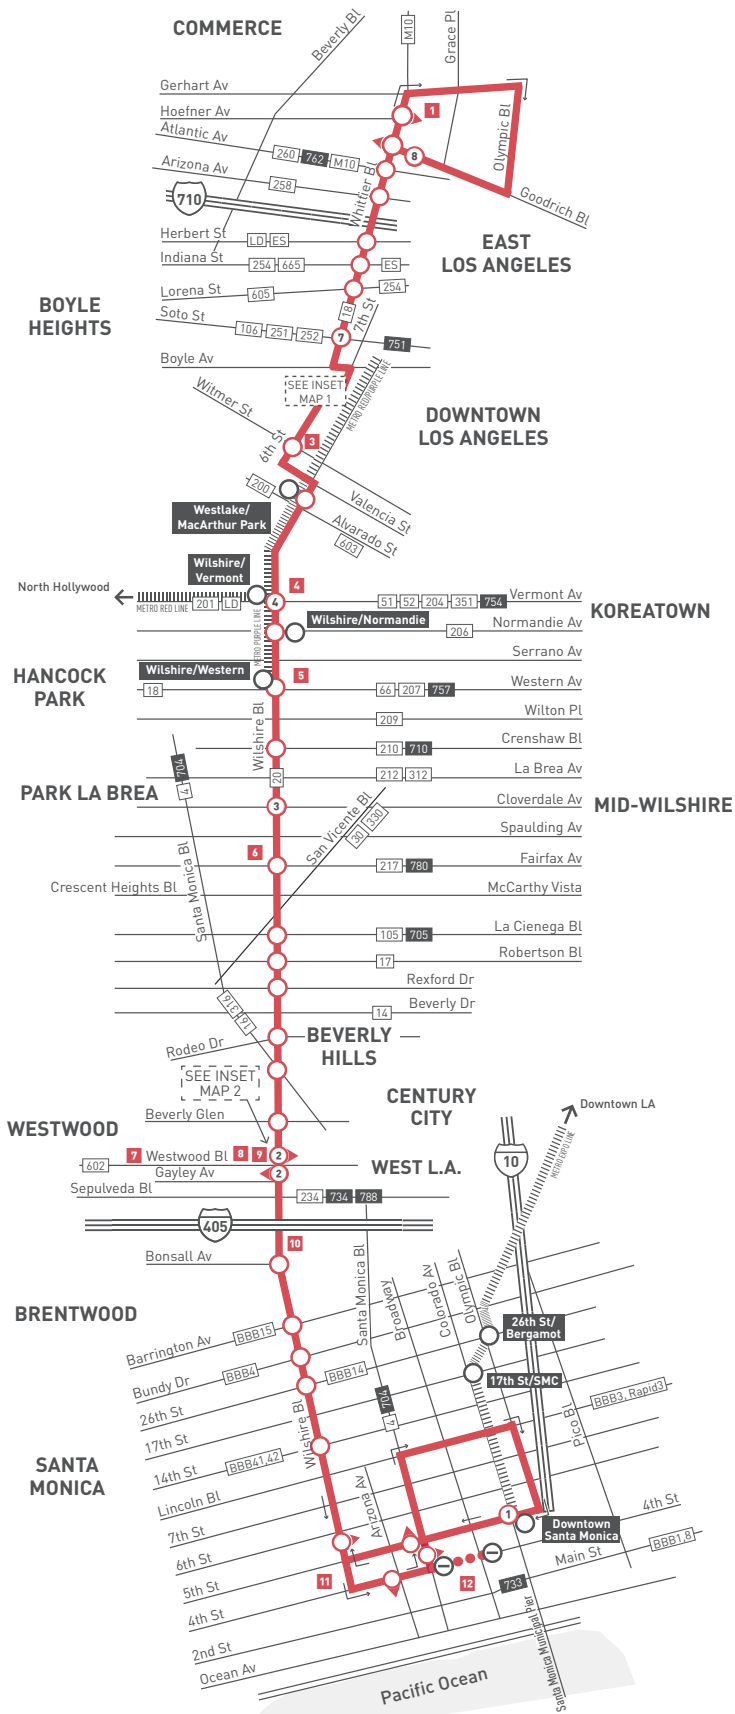 COMMERCE
Beverly Bl
M10
Grace Pl
Gerhart Av
Hoefner Av
1
Atlantic Av
260
762
M10
8
Olympic Bl
Arizona Av
258
Whittier Bl
Goodrich Bl
710
Herbert St
LD
ES
EAST
LOS ANGELES
Indiana St
254
665
ES
Lorena St
605
254
BOYLE
HEIGHTS
Soto St
106
251
252
18
7th St
7
751
Boyle Av
SEE INSET
MAP 1
METRO RED/PURPLE LINE
Witmer St
DOWNTOWN
LOS ANGELES
6th St
3
200
Valencia St
Westlake/
MacArthur Park
Alvarado St
603
Wilshire/
Vermont
North Hollywood
METRO RED LINE
201
LD
4
4
51
52
204
351
754
Vermont Av
KOREATOWN
METRO PURPLE LINE
Wilshire/Normandie
206
Normandie Av
Serrano Av
HANCOCK
PARK
Wilshire/Western
5
18
66
207
757
Western Av
Wilshire Bl
209
Wilton Pl
210
710
Crenshaw Bl
704
4
20
212
312
La Brea Av
PARK LA BREA
3
Cloverdale Av
MID-WILSHIRE
San Vicente Bl
30
330
Spaulding Av
Santa Monica Bl
6
217
780
Fairfax Av
Crescent Heights Bl
McCarthy Vista
105
705
La Cienega Bl
17
Robertson Bl
Rexford Dr
16/316
16
14
Beverly Dr
Rodeo Dr
BEVERLY
HILLS
SEE INSET
MAP 2
CENTURY
CITY
Downtown LA
WESTWOOD
Beverly Glen
METRO EXPO LINE
7
Westwood Bl
8
9
2
602
WEST L.A.
10
Gayley Av
2
Sepulveda Bl
234
734
788
405
10
Bonsall Av
Santa Monica Bl
Broadway
Colorado Av
Olympic Bl
BRENTWOOD
Barrington Av
BBB15
26th St/
Bergamot
Bundy Dr
BBB4
BBB14
17th St/SMC
26th St
704
4
BBB3, Rapid3
17th St
Wilshire Bl
Pico Bl
SANTA
MONICA
14th St
BBB41,42
Lincoln Bl
Arizona Av
7th St
1
4th St
Downtown
Santa Monica
6th St
Main St
BBB1,8
5th St
11
12
733
4th St
2nd St
Santa Monica Municipal Pier
Ocean Av
Pacific Ocean